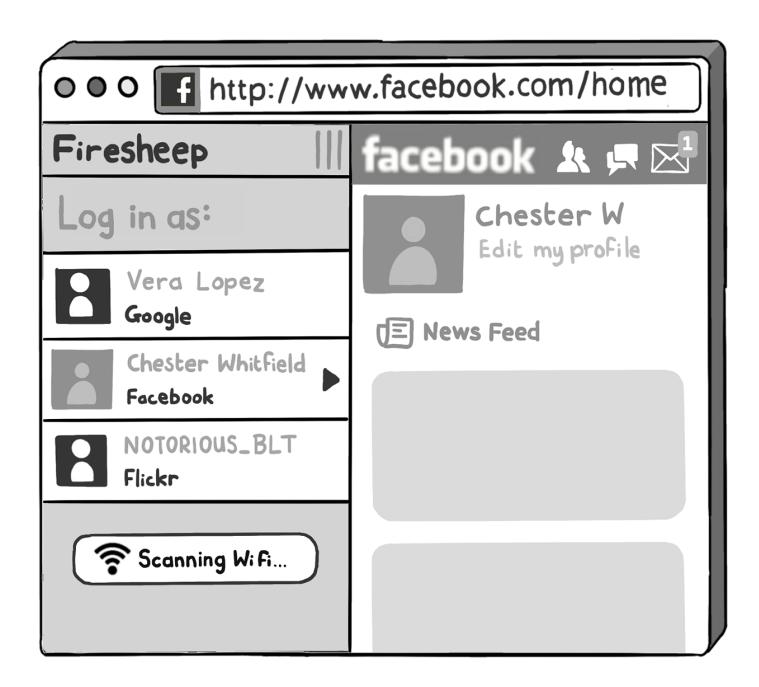 f http://www.facebook.com/home
Firesheep
Log in as:
Vera Lopez
Google
Chester Whitfield
Facebook
NOTORIOUS_BLT
Flickr
Scanning WiFi...
facebook
1
Chester W
Edit my profile
News Feed